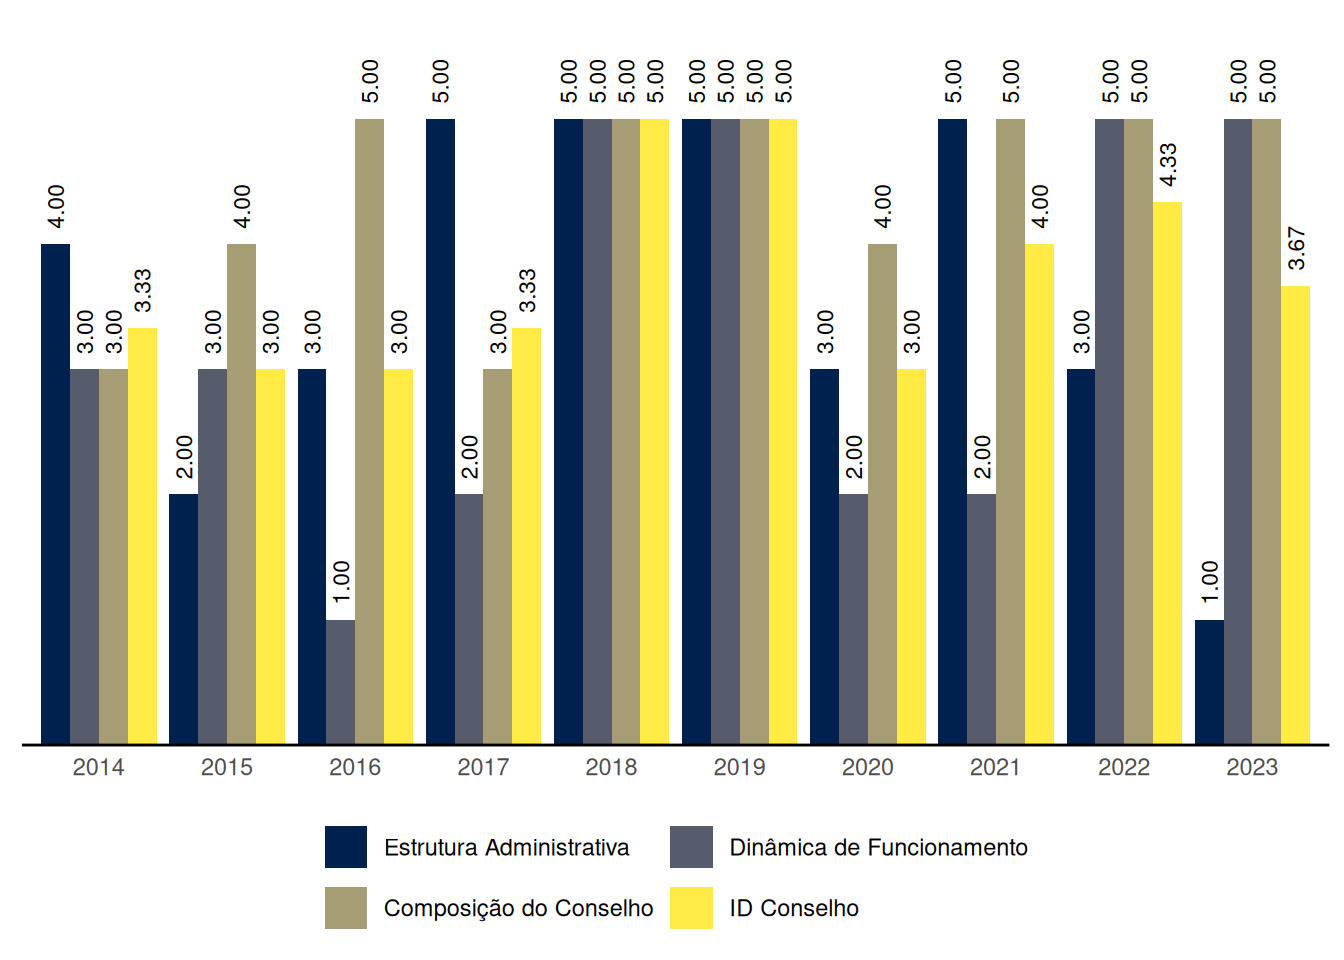 4.00 3.00 3.00 3.33
2.00 3.00 4.00 3.00
3.00 1.00 5.00 3.00
5.00 2.00 3.00 3.33
5.00 5.00 5.00 5.00
5.00 5.00 5.00 5.00
3.00 2.00 4.00 3.00
5.00 2.00 5.00 4.00
3.00 5.00 5.00 4.33
1.00 5.00 5.00 3.67
2014 2015 2016 2017 2018 2019 2020 2021 2022 2023
Estrutura Administrativa Dinâmica de Funcionamento
Composição do Conselho ID Conselho